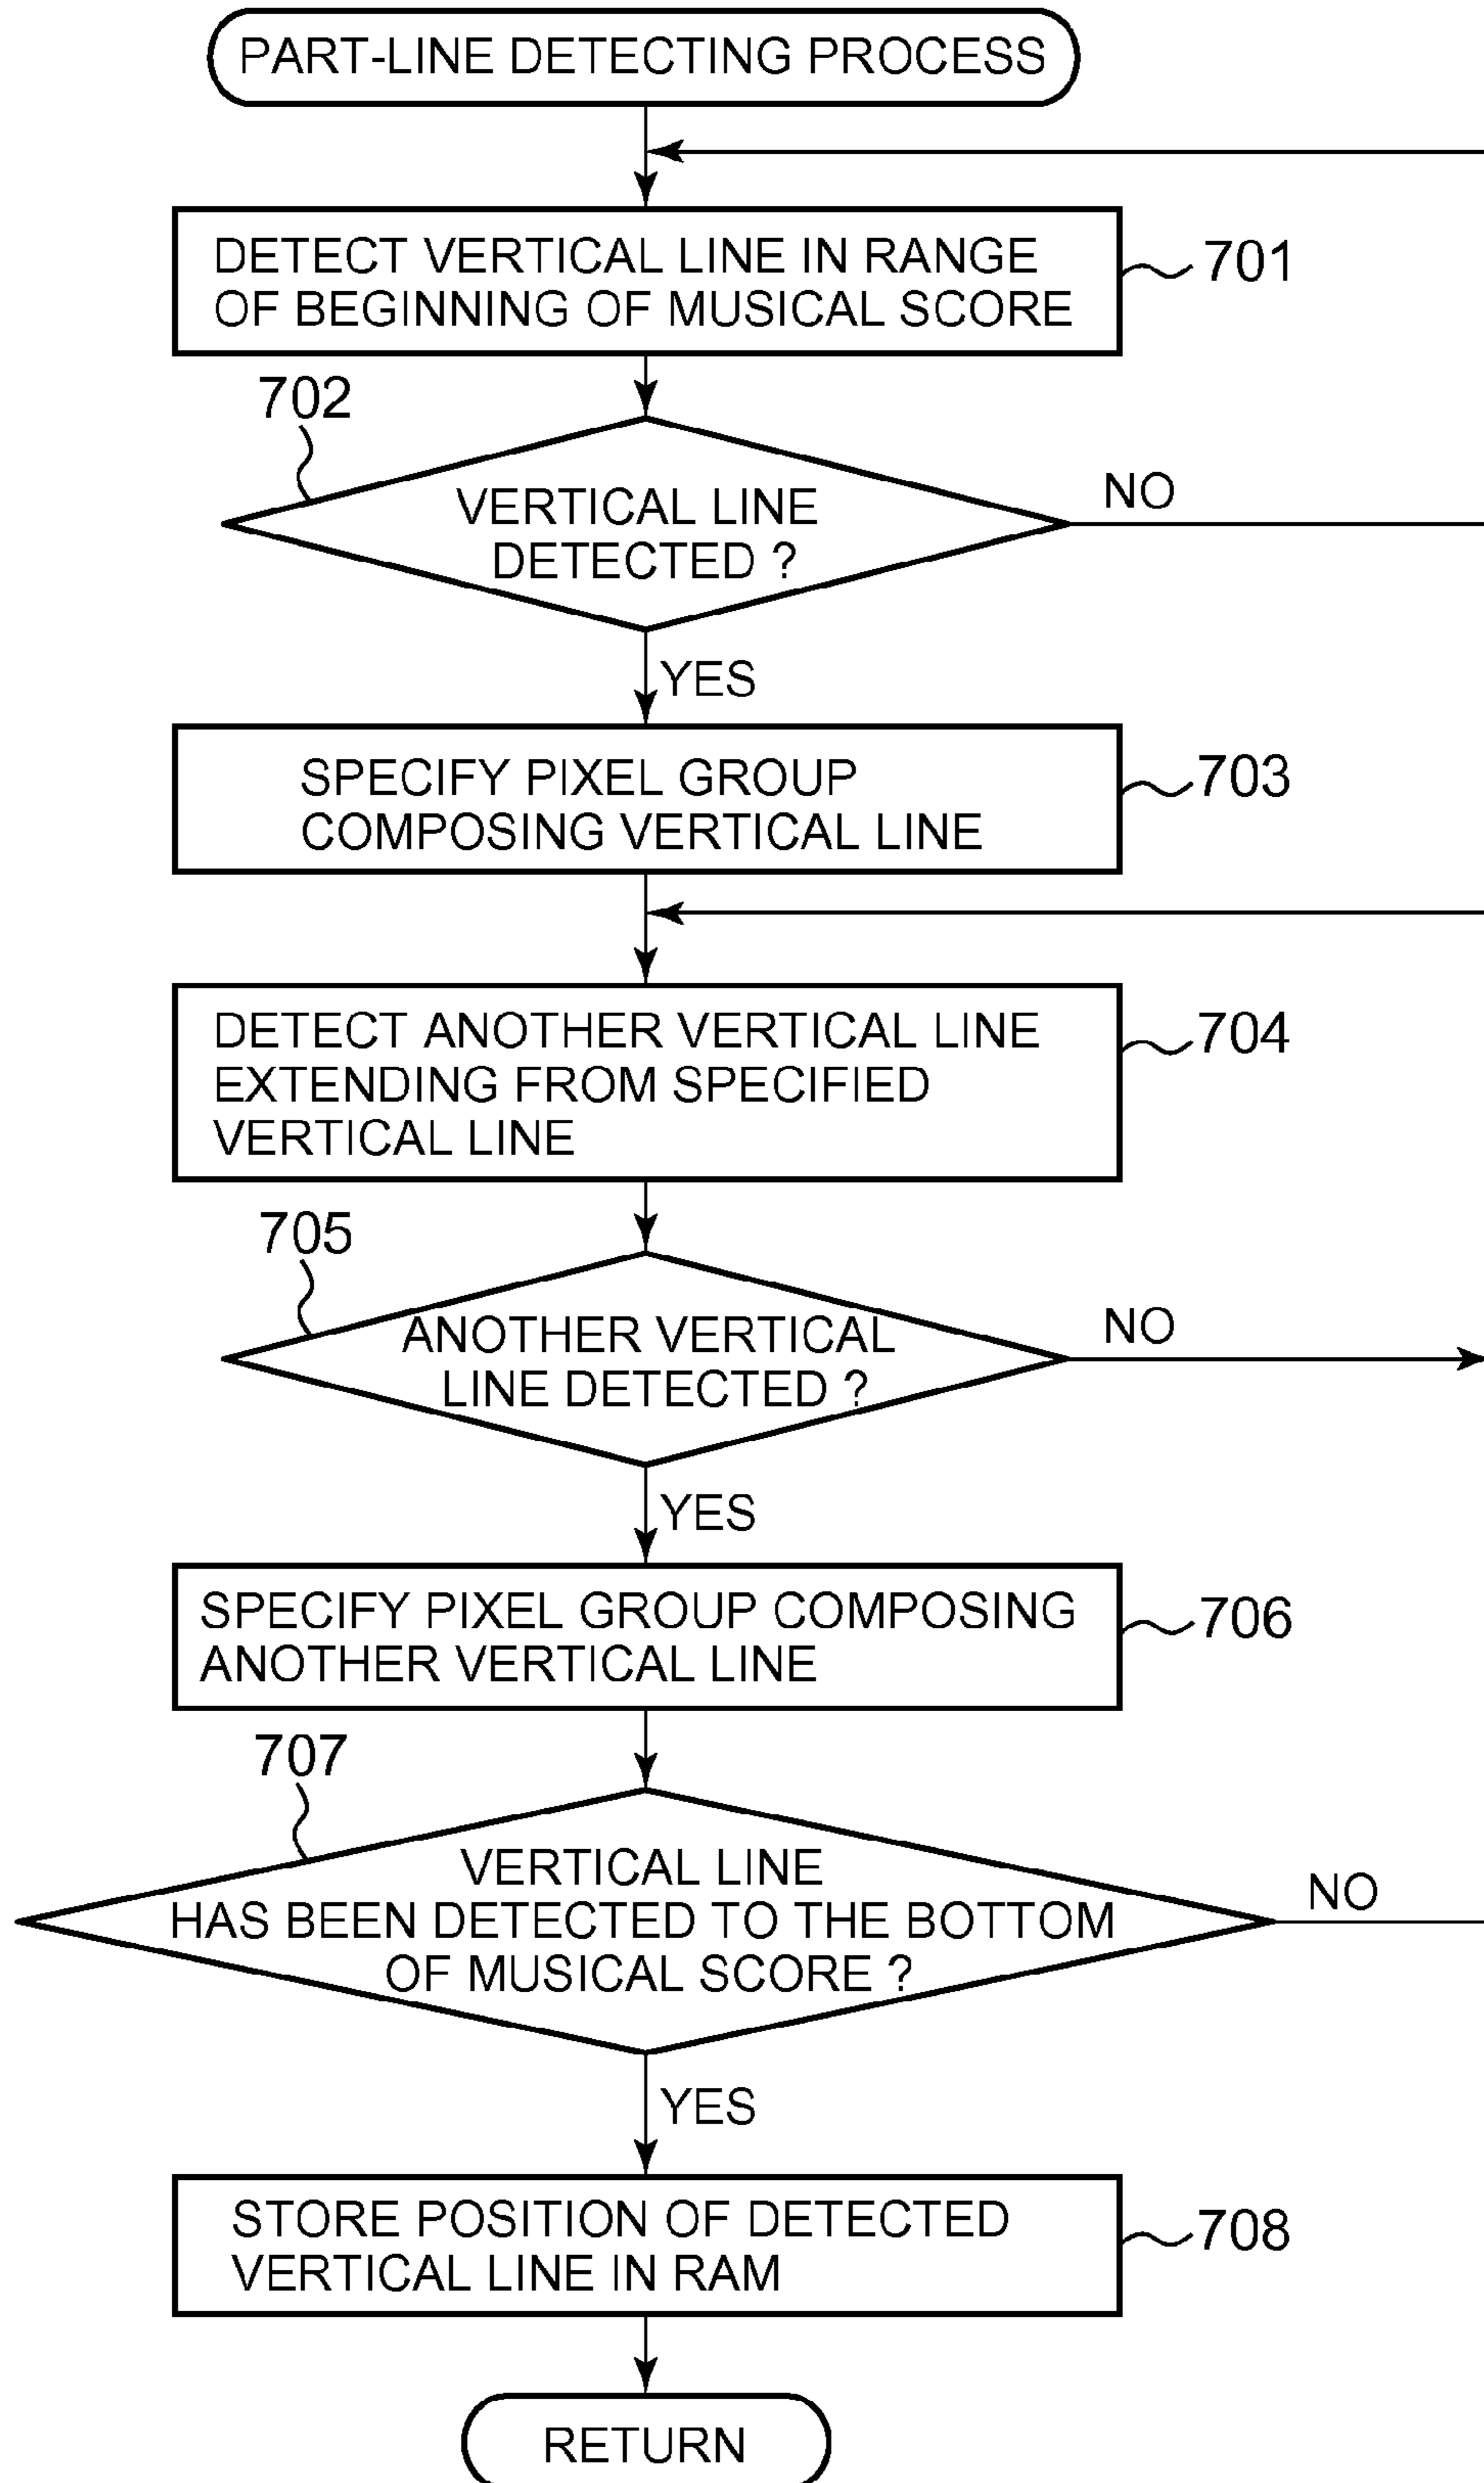 PART-LINE DETECTING PROCESS
DETECT VERTICAL LINE IN RANGE
OF BEGINNING OF MUSICAL SCORE
701
702
VERTICAL LINE
DETECTED ?
NO
YES
SPECIFY PIXEL GROUP
COMPOSING VERTICAL LINE
703
DETECT ANOTHER VERTICAL LINE
EXTENDING FROM SPECIFIED
VERTICAL LINE
704
705
ANOTHER VERTICAL
LINE DETECTED ?
NO
YES
SPECIFY PIXEL GROUP COMPOSING
ANOTHER VERTICAL LINE
706
707
VERTICAL LINE
HAS BEEN DETECTED TO THE BOTTOM
OF MUSICAL SCORE ?
NO
YES
STORE POSITION OF DETECTED
VERTICAL LINE IN RAM
708
RETURN